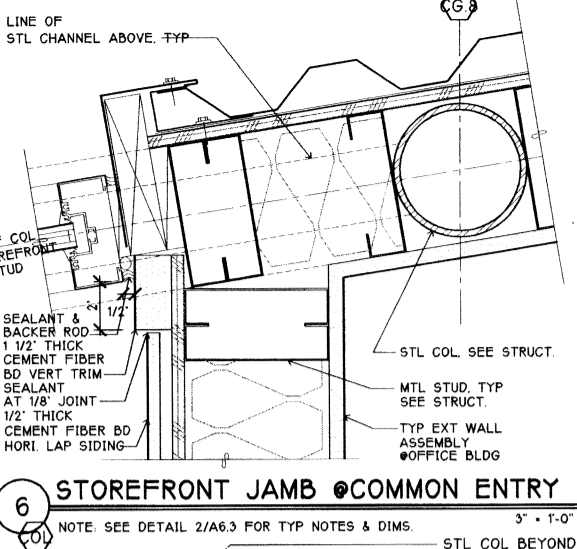 CG.8
LINE OF
STL CHANNEL ABOVE, TYP
COL
STUD
2"
1/2"
SEALANT &
BACKER ROD
1 1/2" THICK
CEMENT FIBER
BD VERT TRIM
SEALANT
AT 1/8" JOINT
1/2" THICK
CEMENT FIBER BD
HORI. LAP SIDING
STL COL, SEE STRUCT.
MTL STUD, TYP
SEE STRUCT.
TYP EXT WALL
ASSEMBLY
@OFFICE BLDG
6
STOREFRONT JAMB @COMMON ENTRY
3" = 1'-0"
NOTE: SEE DETAIL 2/A6.3 FOR TYP NOTES & DIMS.
COL
STL COL BEYOND